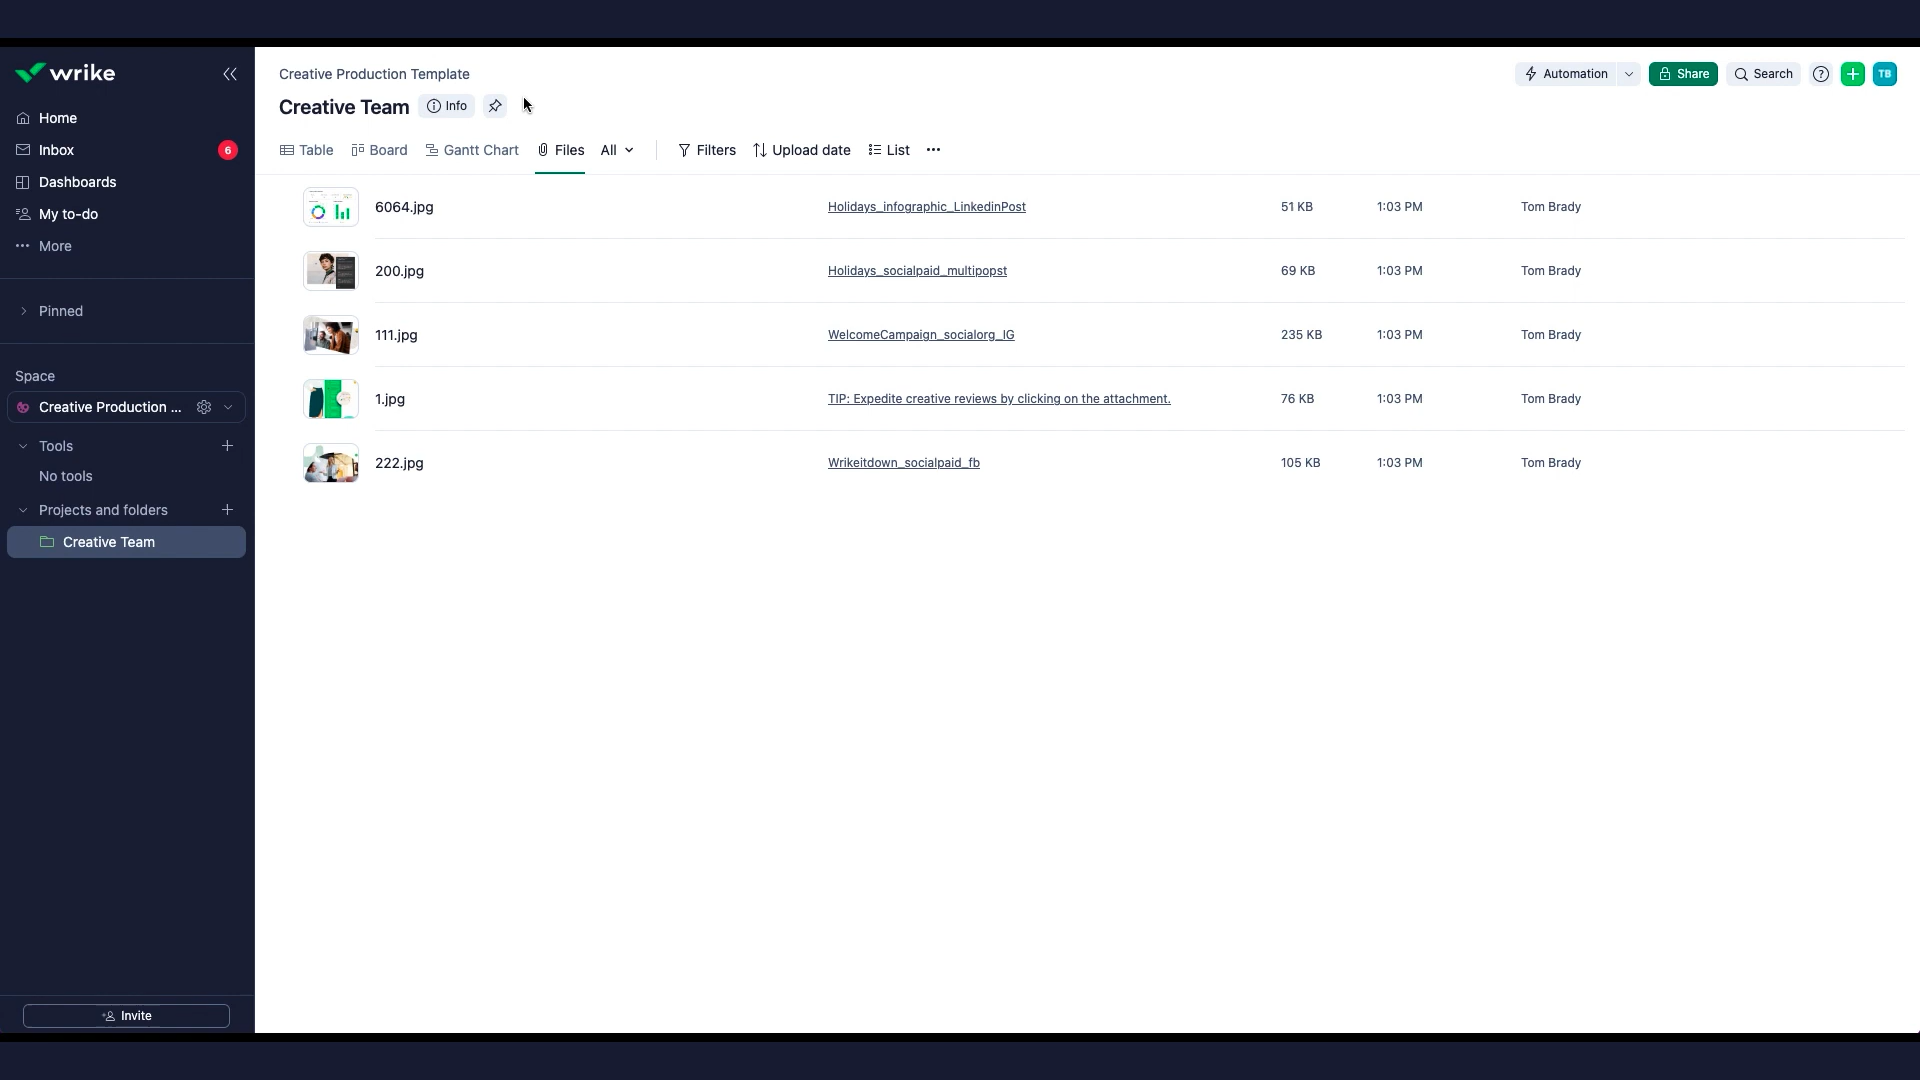 wrike
Home
Inbox
6
Dashboards
My to-do
More
Pinned
Space
Creative Production ...
Tools
No tools
Projects and folders
Creative Team
Invite
Creative Production Template
Creative Team
Info
Automation
Share
Search
TB
Table
Board
Gantt Chart
Files
All
Filters
Upload date
List
6064.jpg Holidays_infographic_LinkedinPost 51 KB 1:03 PM Tom Brady
200.jpg Holidays_socialpaid_multipopst 69 KB 1:03 PM Tom Brady
111.jpg WelcomeCampaign_socialorg_IG 235 KB 1:03 PM Tom Brady
1.jpg TIP: Expedite creative reviews by clicking on the attachment. 76 KB 1:03 PM Tom Brady
222.jpg Wrikeitdown_socialpaid_fb 105 KB 1:03 PM Tom Brady